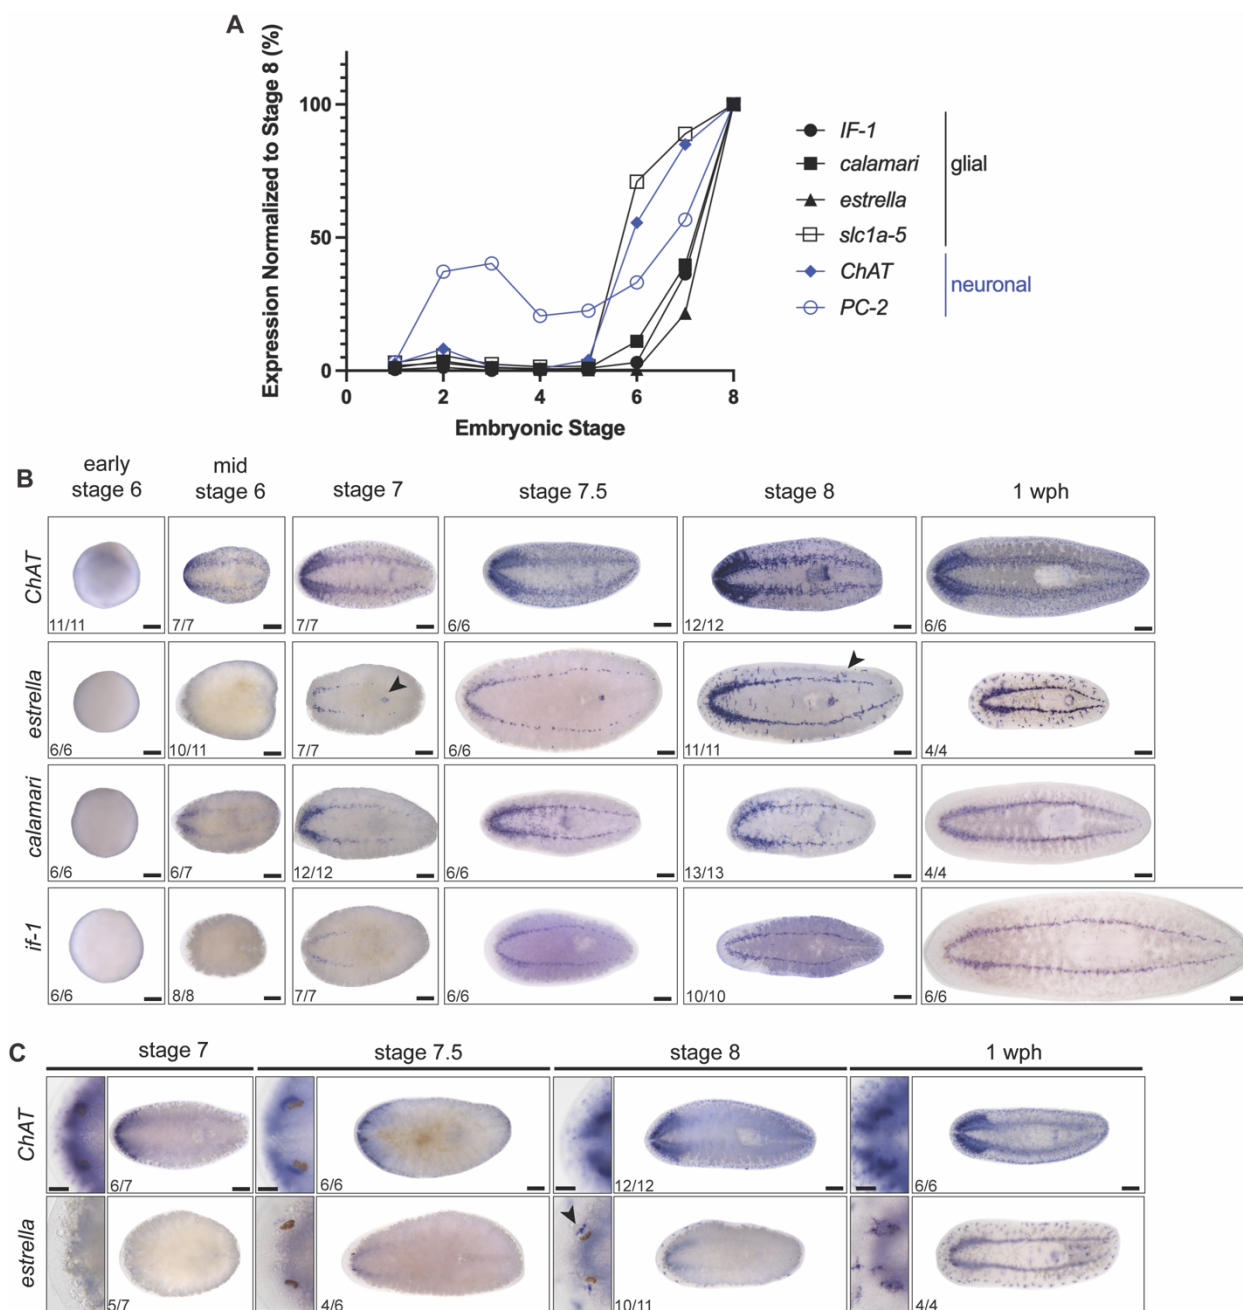 A
Expression Normalized to Stage 8 (%)
100
50
0
0 2 4 6 8
Embryonic Stage
IF-1
calamari
estrella
slc1a-5
ChAT
PC-2
glial
neuronal
B
early
stage 6
mid
stage 6
stage 7
stage 7.5
stage 8
1 wph
ChAT
11/11 7/7 7/7 6/6 12/12 6/6
estrella
6/6 10/11 7/7 6/6 11/11 4/4
calamari
6/6 6/7 12/12 6/6 13/13 4/4
if-1
6/6 8/8 7/7 6/6 10/10 6/6
C
stage 7 stage 7.5 stage 8 1 wph
ChAT
6/7 6/6 12/12 6/6
estrella
5/7 4/6 10/11 4/4